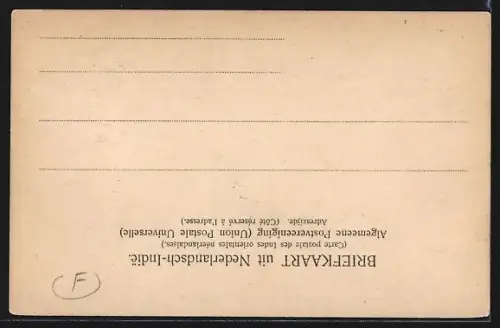 BRIEFKAART uit Nederlandsch-Indië.
(Carte postale des Indes orientales néerlandaises.)
Algemeene Postvereeniging (Union Postale Universelle)
Adreszijde. (Côté réservé à l'adresse.)
F